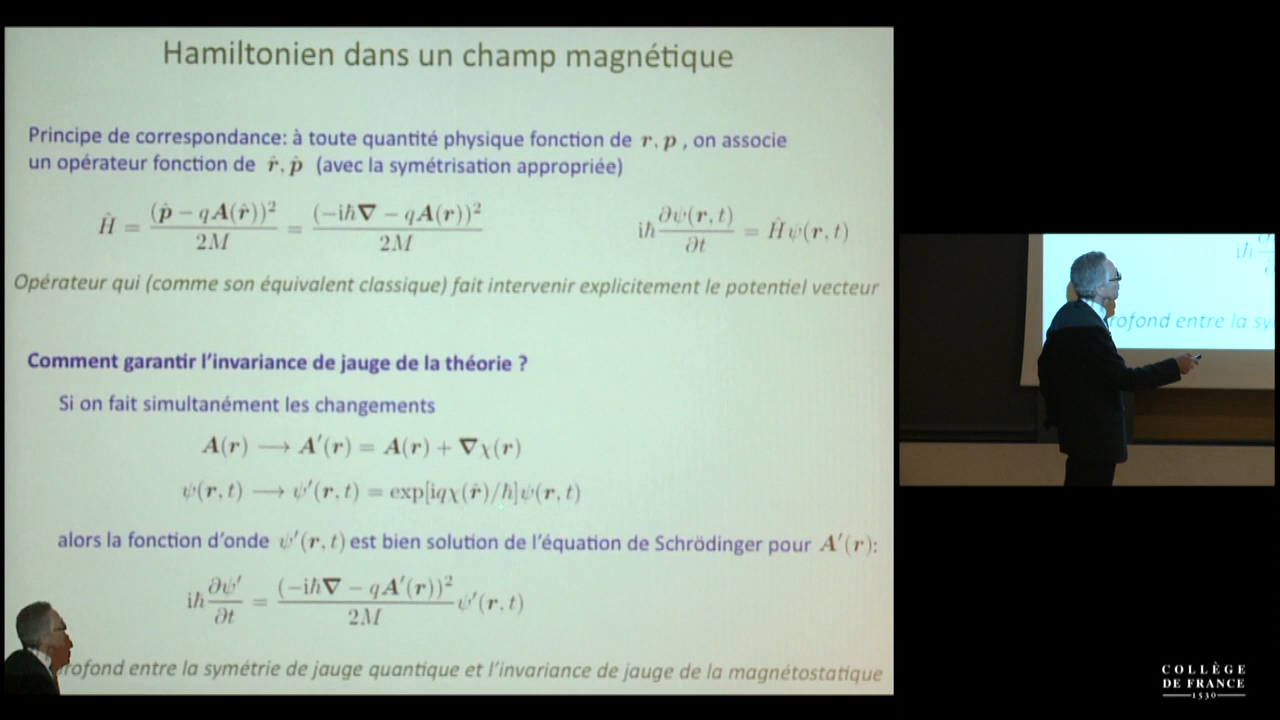 Hamiltonien dans un champ magnétique
Principe de correspondance: à toute quantité physique fonction de r, p , on associe
un opérateur fonction de r̂, p̂ (avec la symétrisation appropriée)
Ĥ = (p̂ − qA(r̂))² / 2M = (−iħ∇ − qA(r))² / 2M
iħ ∂ψ(r, t) / ∂t = Ĥψ(r, t)
Opérateur qui (comme son équivalent classique) fait intervenir explicitement le potentiel vecteur
Comment garantir l'invariance de jauge de la théorie ?
Si on fait simultanément les changements
A(r) ⟶ A′(r) = A(r) + ∇χ(r)
ψ(r, t) ⟶ ψ′(r, t) = exp[iqχ(r̂)/ħ]ψ(r, t)
alors la fonction d'onde ψ′(r, t) est bien solution de l'équation de Schrödinger pour A′(r):
iħ ∂ψ′ / ∂t = (−iħ∇ − qA′(r))² / 2M ψ′(r, t)
rofond entre la symétrie de jauge quantique et l'invariance de jauge de la magnétostatique
iħ
rofond entre la sy
COLLÈGE
DE FRANCE
1530